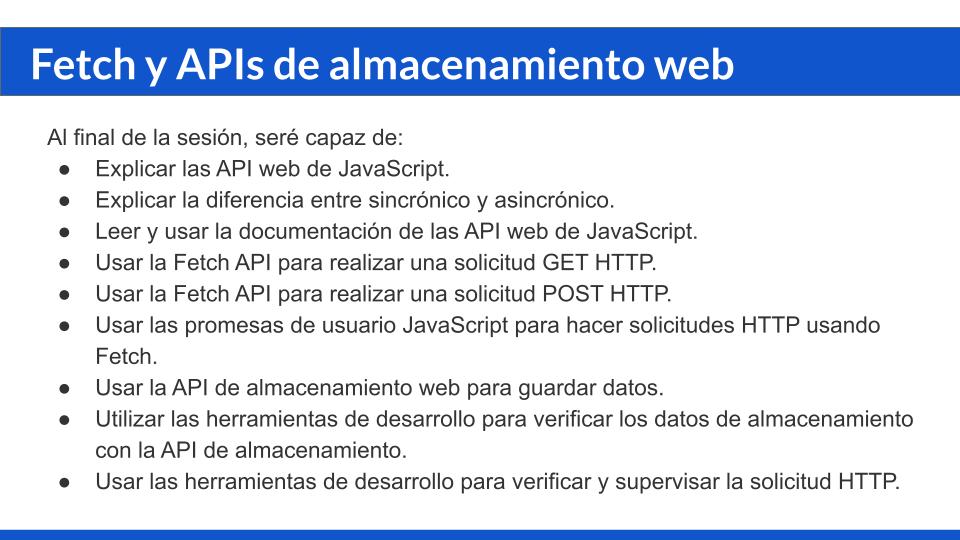 Fetch y APIs de almacenamiento web
Al final de la sesión, seré capaz de:
● Explicar las API web de JavaScript.
● Explicar la diferencia entre sincrónico y asincrónico.
● Leer y usar la documentación de las API web de JavaScript.
● Usar la Fetch API para realizar una solicitud GET HTTP.
● Usar la Fetch API para realizar una solicitud POST HTTP.
● Usar las promesas de usuario JavaScript para hacer solicitudes HTTP usando
Fetch.
● Usar la API de almacenamiento web para guardar datos.
● Utilizar las herramientas de desarrollo para verificar los datos de almacenamiento
con la API de almacenamiento.
● Usar las herramientas de desarrollo para verificar y supervisar la solicitud HTTP.